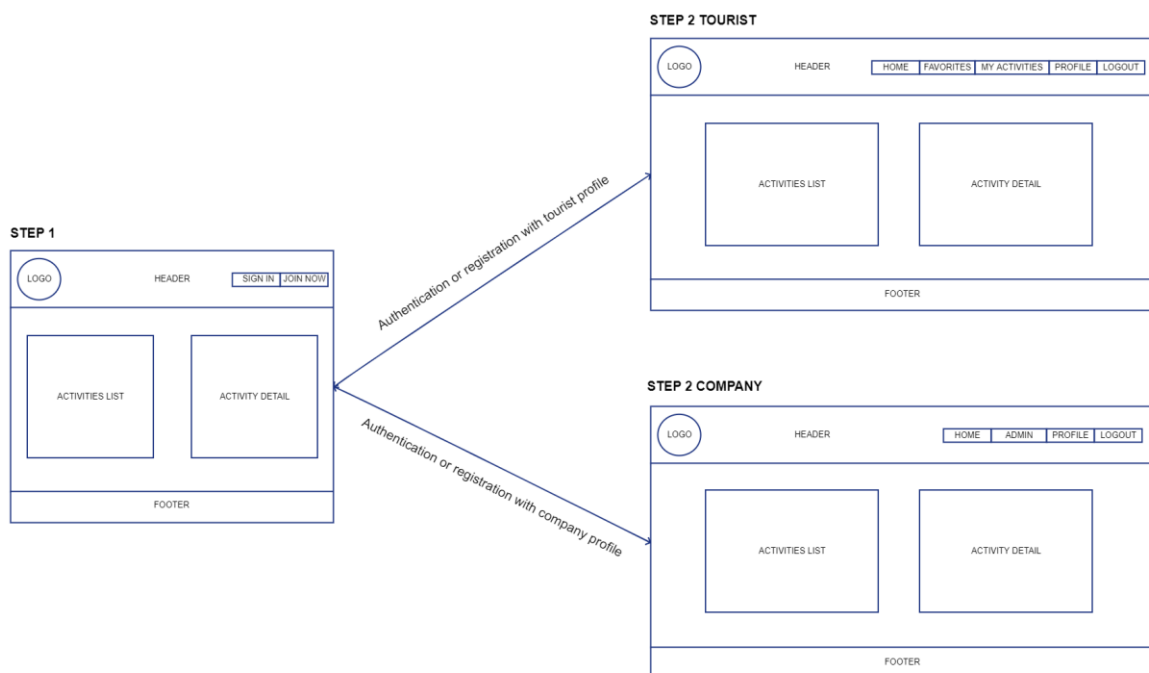 STEP 1
LOGO
HEADER
SIGN IN
JOIN NOW
ACTIVITIES LIST
ACTIVITY DETAIL
FOOTER
Authentication or registration with tourist profile
Authentication or registration with company profile
STEP 2 TOURIST
LOGO
HEADER
HOME
FAVORITES
MY ACTIVITIES
PROFILE
LOGOUT
ACTIVITIES LIST
ACTIVITY DETAIL
FOOTER
STEP 2 COMPANY
LOGO
HEADER
HOME
ADMIN
PROFILE
LOGOUT
ACTIVITIES LIST
ACTIVITY DETAIL
FOOTER